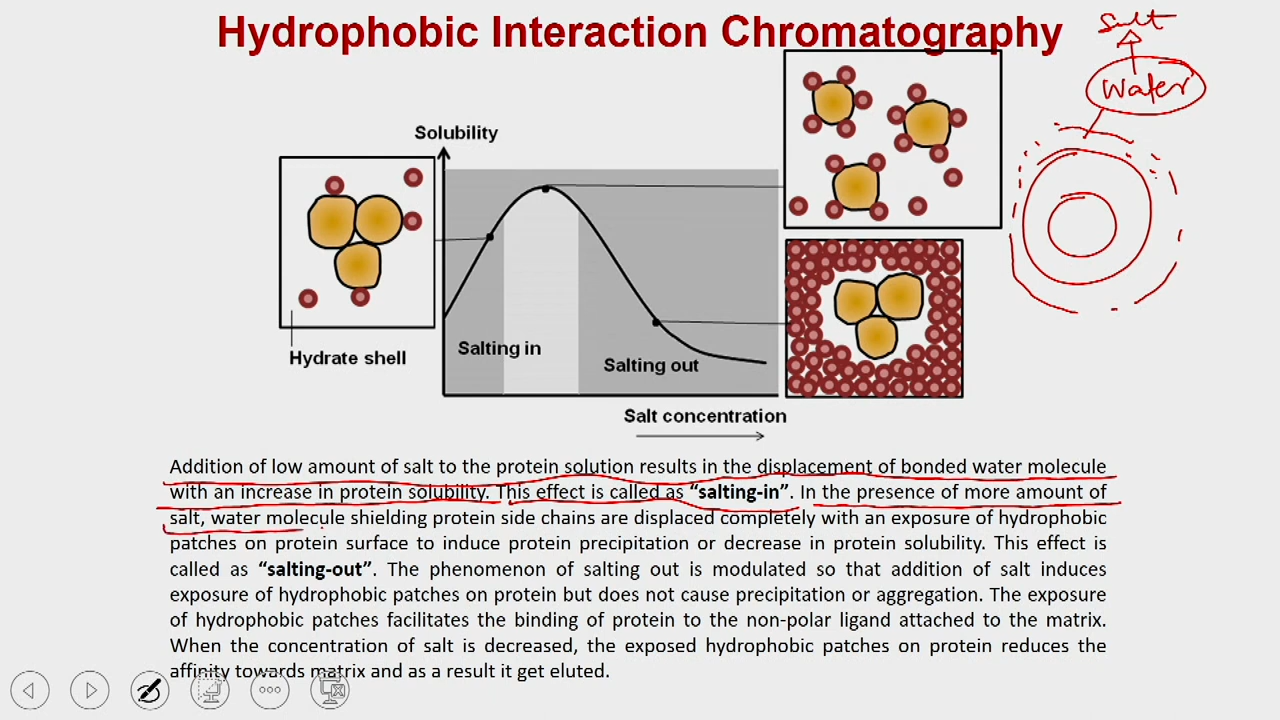 Hydrophobic Interaction Chromatography
Salt
Water
Solubility
Hydrate shell
Salting in
Salting out
Salt concentration
Addition of low amount of salt to the protein solution results in the displacement of bonded water molecule
with an increase in protein solubility. This effect is called as “salting-in”. In the presence of more amount of
salt, water molecule shielding protein side chains are displaced completely with an exposure of hydrophobic
patches on protein surface to induce protein precipitation or decrease in protein solubility. This effect is
called as “salting-out”. The phenomenon of salting out is modulated so that addition of salt induces
exposure of hydrophobic patches on protein but does not cause precipitation or aggregation. The exposure
of hydrophobic patches facilitates the binding of protein to the non-polar ligand attached to the matrix.
When the concentration of salt is decreased, the exposed hydrophobic patches on protein reduces the
affinity towards matrix and as a result it get eluted.